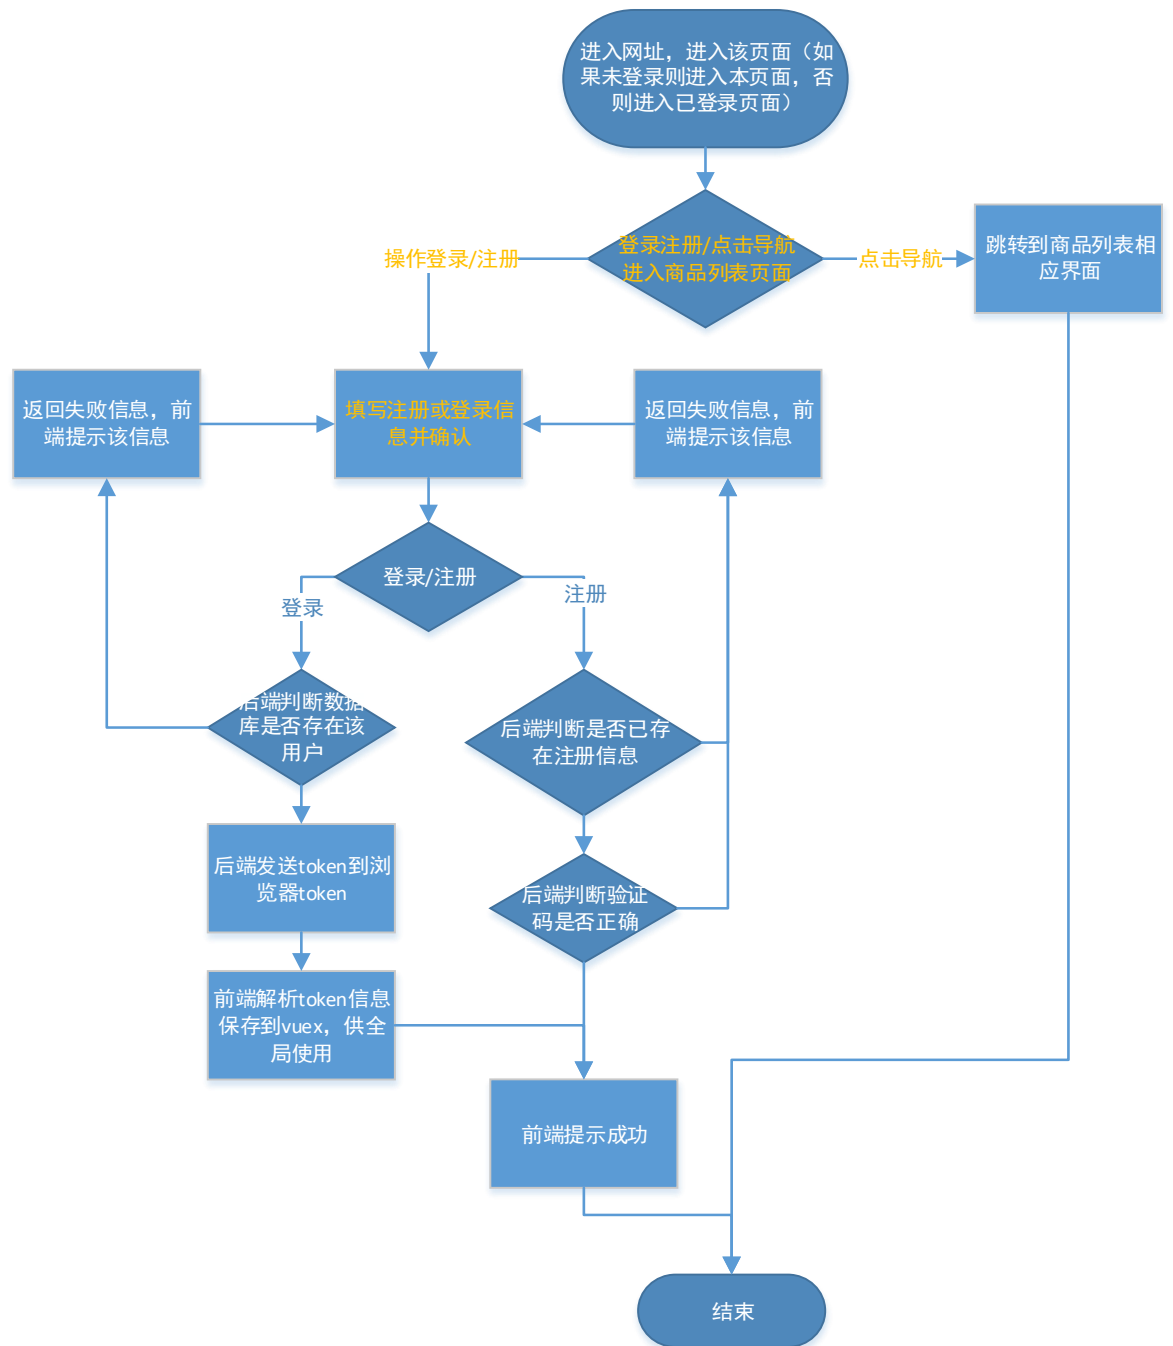 进入网址，进入该页面（如
果未登录则进入本页面，否
则进入已登录页面）
登录注册/点击导航
进入商品列表页面
操作登录/注册
点击导航
跳转到商品列表相
应界面
返回失败信息，前
端提示该信息
填写注册或登录信
息并确认
返回失败信息，前
端提示该信息
登录/注册
登录
注册
后端判断数据
库是否存在该
用户
后端判断是否已存
在注册信息
后端发送token到浏
览器token
后端判断验证
码是否正确
前端解析token信息
保存到vuex，供全
局使用
前端提示成功
结束